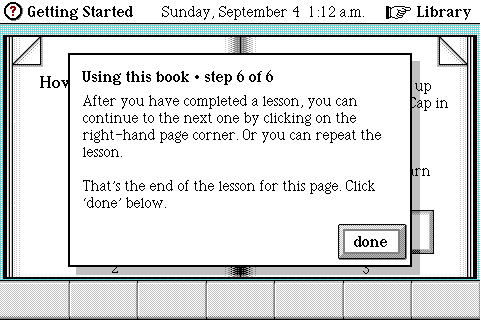 ? Getting Started Sunday, September 4 1:12 a.m. Library
How
up
Cap in
Using this book • step 6 of 6
After you have completed a lesson, you can
continue to the next one by clicking on the
right-hand page corner. Or you can repeat the
lesson.
That's the end of the lesson for this page. Click
'done' below.
done
2 3